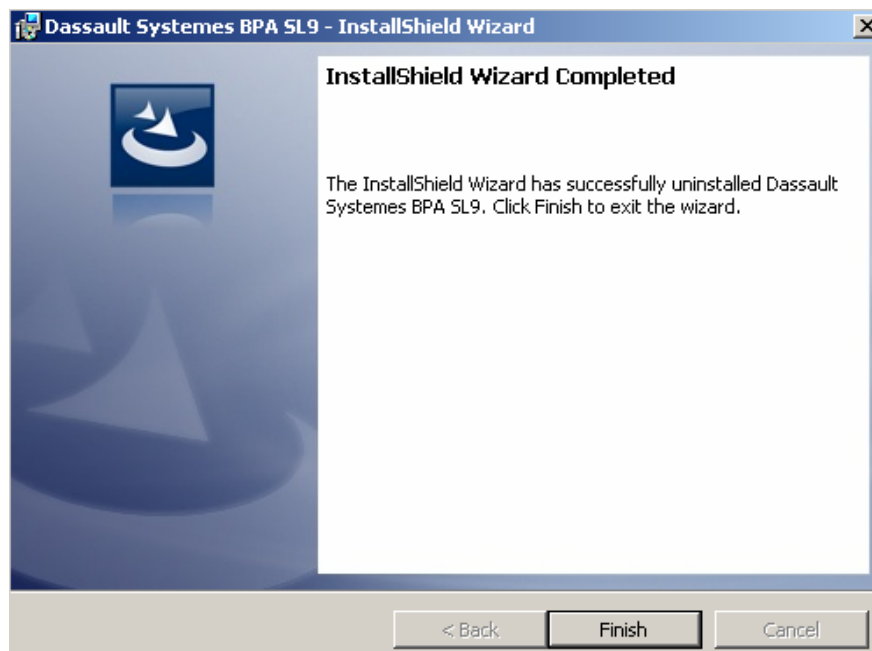 Dassault Systemes BPA SL9 - InstallShield Wizard
InstallShield Wizard Completed
The InstallShield Wizard has successfully uninstalled Dassault
Systemes BPA SL9. Click Finish to exit the wizard.
< Back
Finish
Cancel